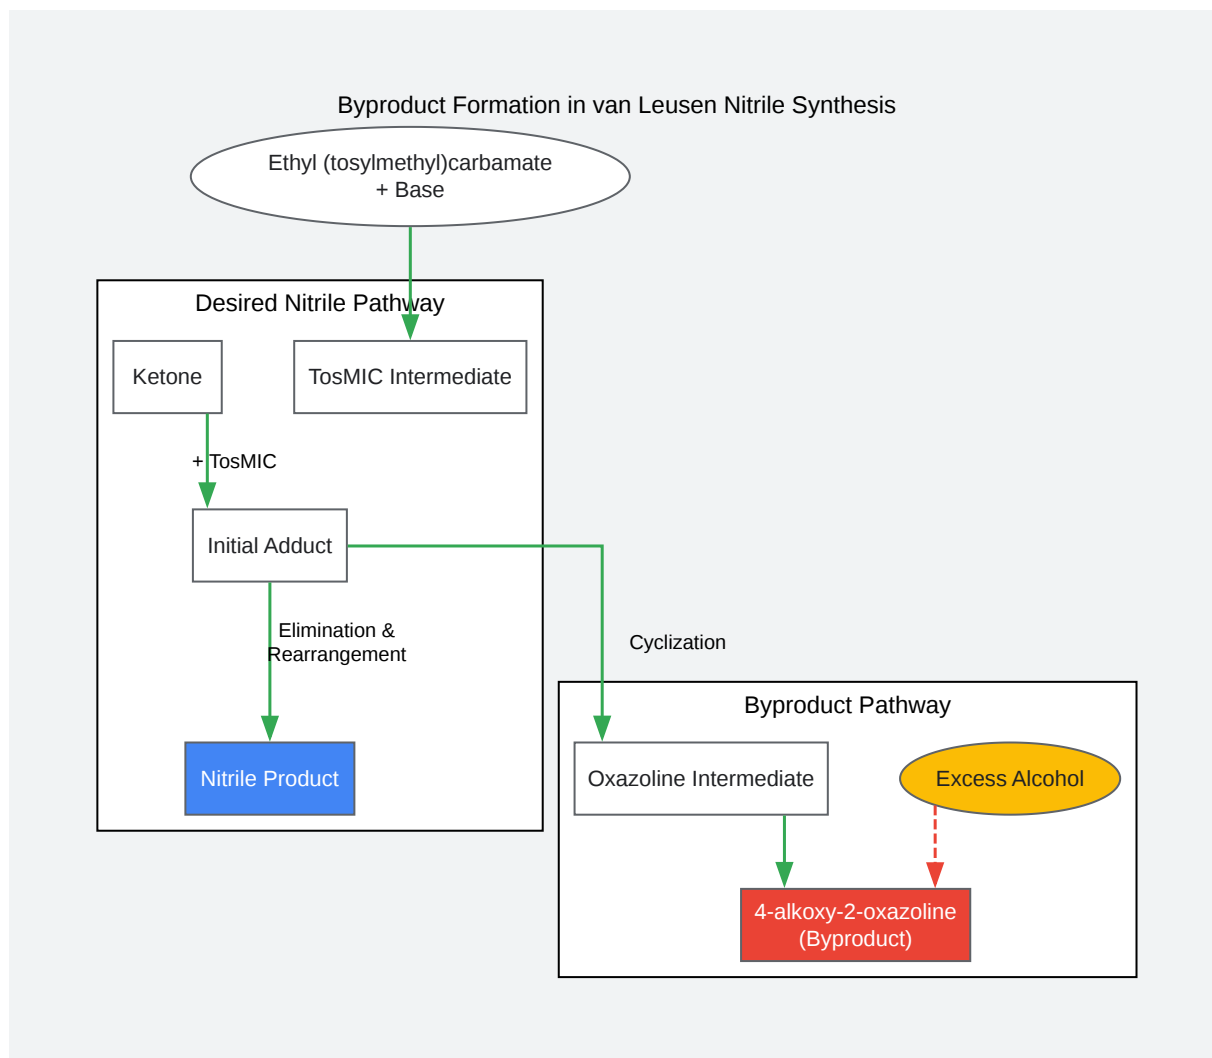 Byproduct Formation in van Leusen Nitrile Synthesis
Ethyl (tosylmethyl)carbamate
+ Base
Desired Nitrile Pathway
Ketone
TosMIC Intermediate
+ TosMIC
Initial Adduct
Elimination &
Rearrangement
Cyclization
Nitrile Product
Byproduct Pathway
Oxazoline Intermediate
Excess Alcohol
4-alkoxy-2-oxazoline
(Byproduct)